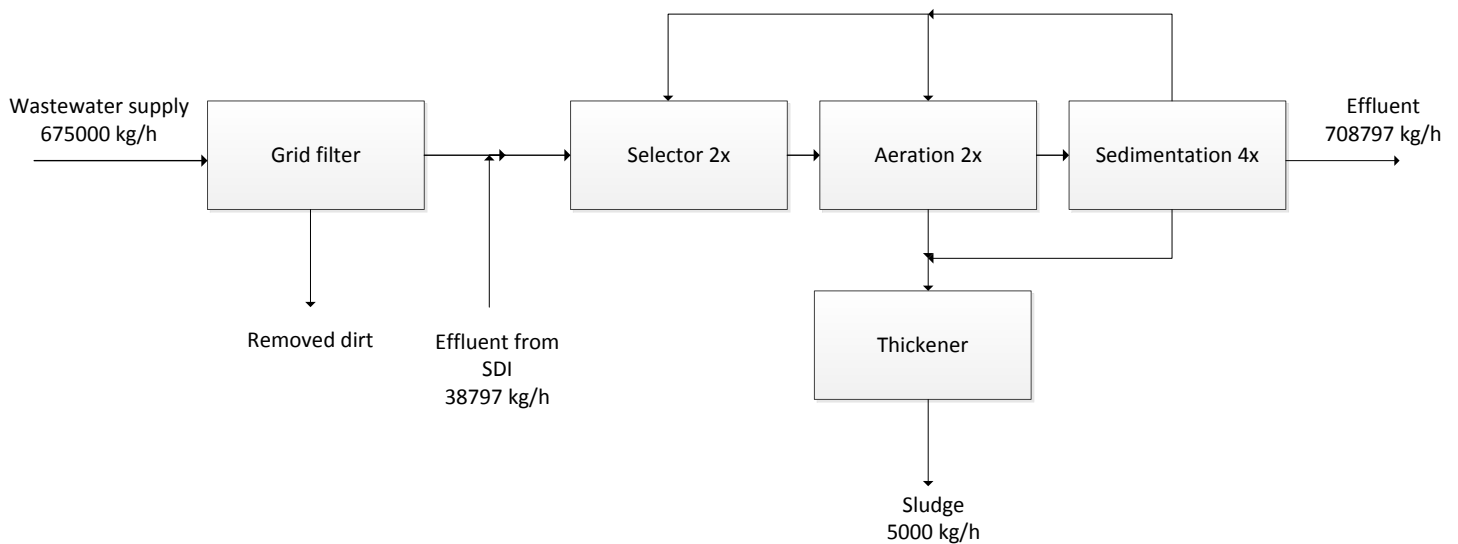 Wastewater supply
675000 kg/h
Grid filter
Removed dirt
Effluent from
SDI
38797 kg/h
Selector 2x
Aeration 2x
Sedimentation 4x
Effluent
708797 kg/h
Thickener
Sludge
5000 kg/h